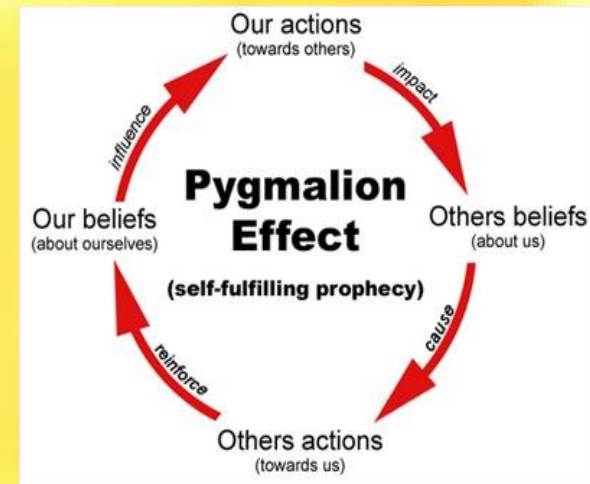 Our actions
(towards others)
impact
influence
Pygmalion
Effect
(self-fulfilling prophecy)
Our beliefs
(about ourselves)
Others beliefs
(about us)
cause
reinforce
Others actions
(towards us)